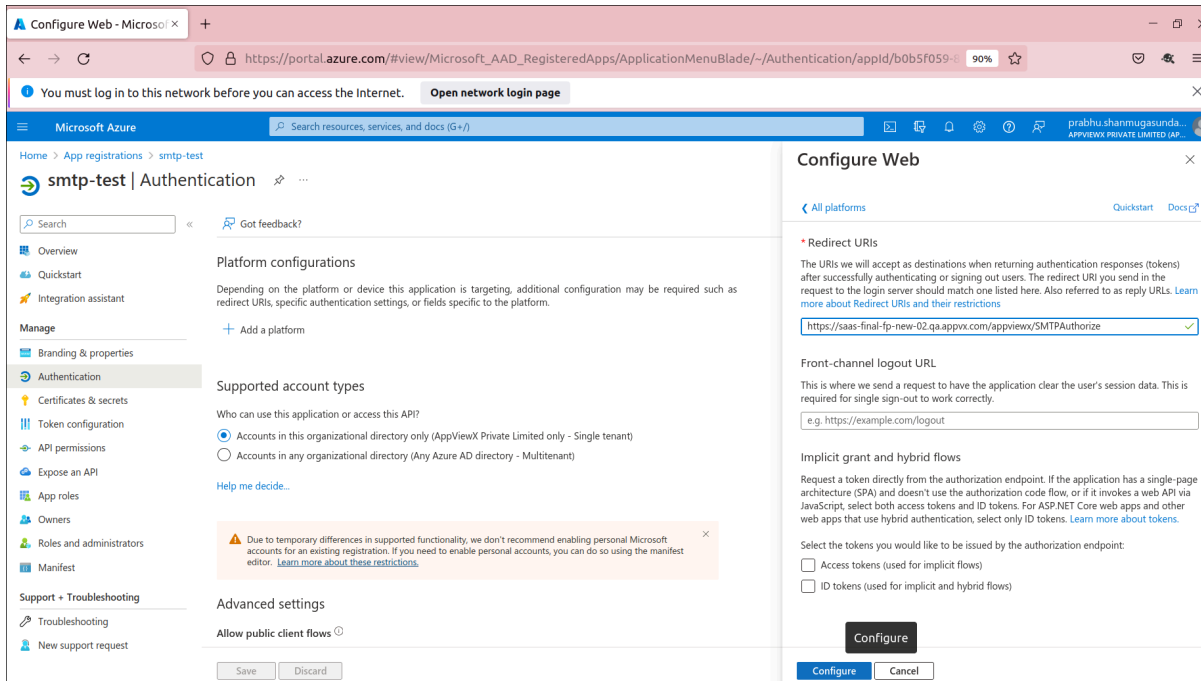 Configure Web - Microsof
https://portal.azure.com/#view/Microsoft_AAD_RegisteredApps/ApplicationMenuBlade/~/Authentication/appId/b0b5f059-8
90%
You must log in to this network before you can access the Internet.
Open network login page
Microsoft Azure
Search resources, services, and docs (G+/)
prabhu.shanmugasunda...
APPVIEWX PRIVATE LIMITED (AP...
Home > App registrations > smtp-test
smtp-test | Authentication
Search
Overview
Quickstart
Integration assistant
Manage
Branding & properties
Authentication
Certificates & secrets
Token configuration
API permissions
Expose an API
App roles
Owners
Roles and administrators
Manifest
Support + Troubleshooting
Troubleshooting
New support request
Got feedback?
Platform configurations
Depending on the platform or device this application is targeting, additional configuration may be required such as
redirect URIs, specific authentication settings, or fields specific to the platform.
Add a platform
Supported account types
Who can use this application or access this API?
Accounts in this organizational directory only (AppViewX Private Limited only - Single tenant)
Accounts in any organizational directory (Any Azure AD directory - Multitenant)
Help me decide...
Due to temporary differences in supported functionality, we don't recommend enabling personal Microsoft
accounts for an existing registration. If you need to enable personal accounts, you can do so using the manifest
editor. Learn more about these restrictions.
Advanced settings
Allow public client flows
Save
Discard
Configure Web
All platforms
Quickstart
Docs
* Redirect URIs
The URIs we will accept as destinations when returning authentication responses (tokens)
after successfully authenticating or signing out users. The redirect URI you send in the
request to the login server should match one listed here. Also referred to as reply URLs. Learn
more about Redirect URIs and their restrictions
https://saas-final-fp-new-02.qa.appvx.com/appviewx/SMTPAuthorize
Front-channel logout URL
This is where we send a request to have the application clear the user's session data. This is
required for single sign-out to work correctly.
e.g. https://example.com/logout
Implicit grant and hybrid flows
Request a token directly from the authorization endpoint. If the application has a single-page
architecture (SPA) and doesn't use the authorization code flow, or if it invokes a web API via
JavaScript, select both access tokens and ID tokens. For ASP.NET Core web apps and other
web apps that use hybrid authentication, select only ID tokens. Learn more about tokens.
Select the tokens you would like to be issued by the authorization endpoint:
Access tokens (used for implicit flows)
ID tokens (used for implicit and hybrid flows)
Configure
Configure
Cancel